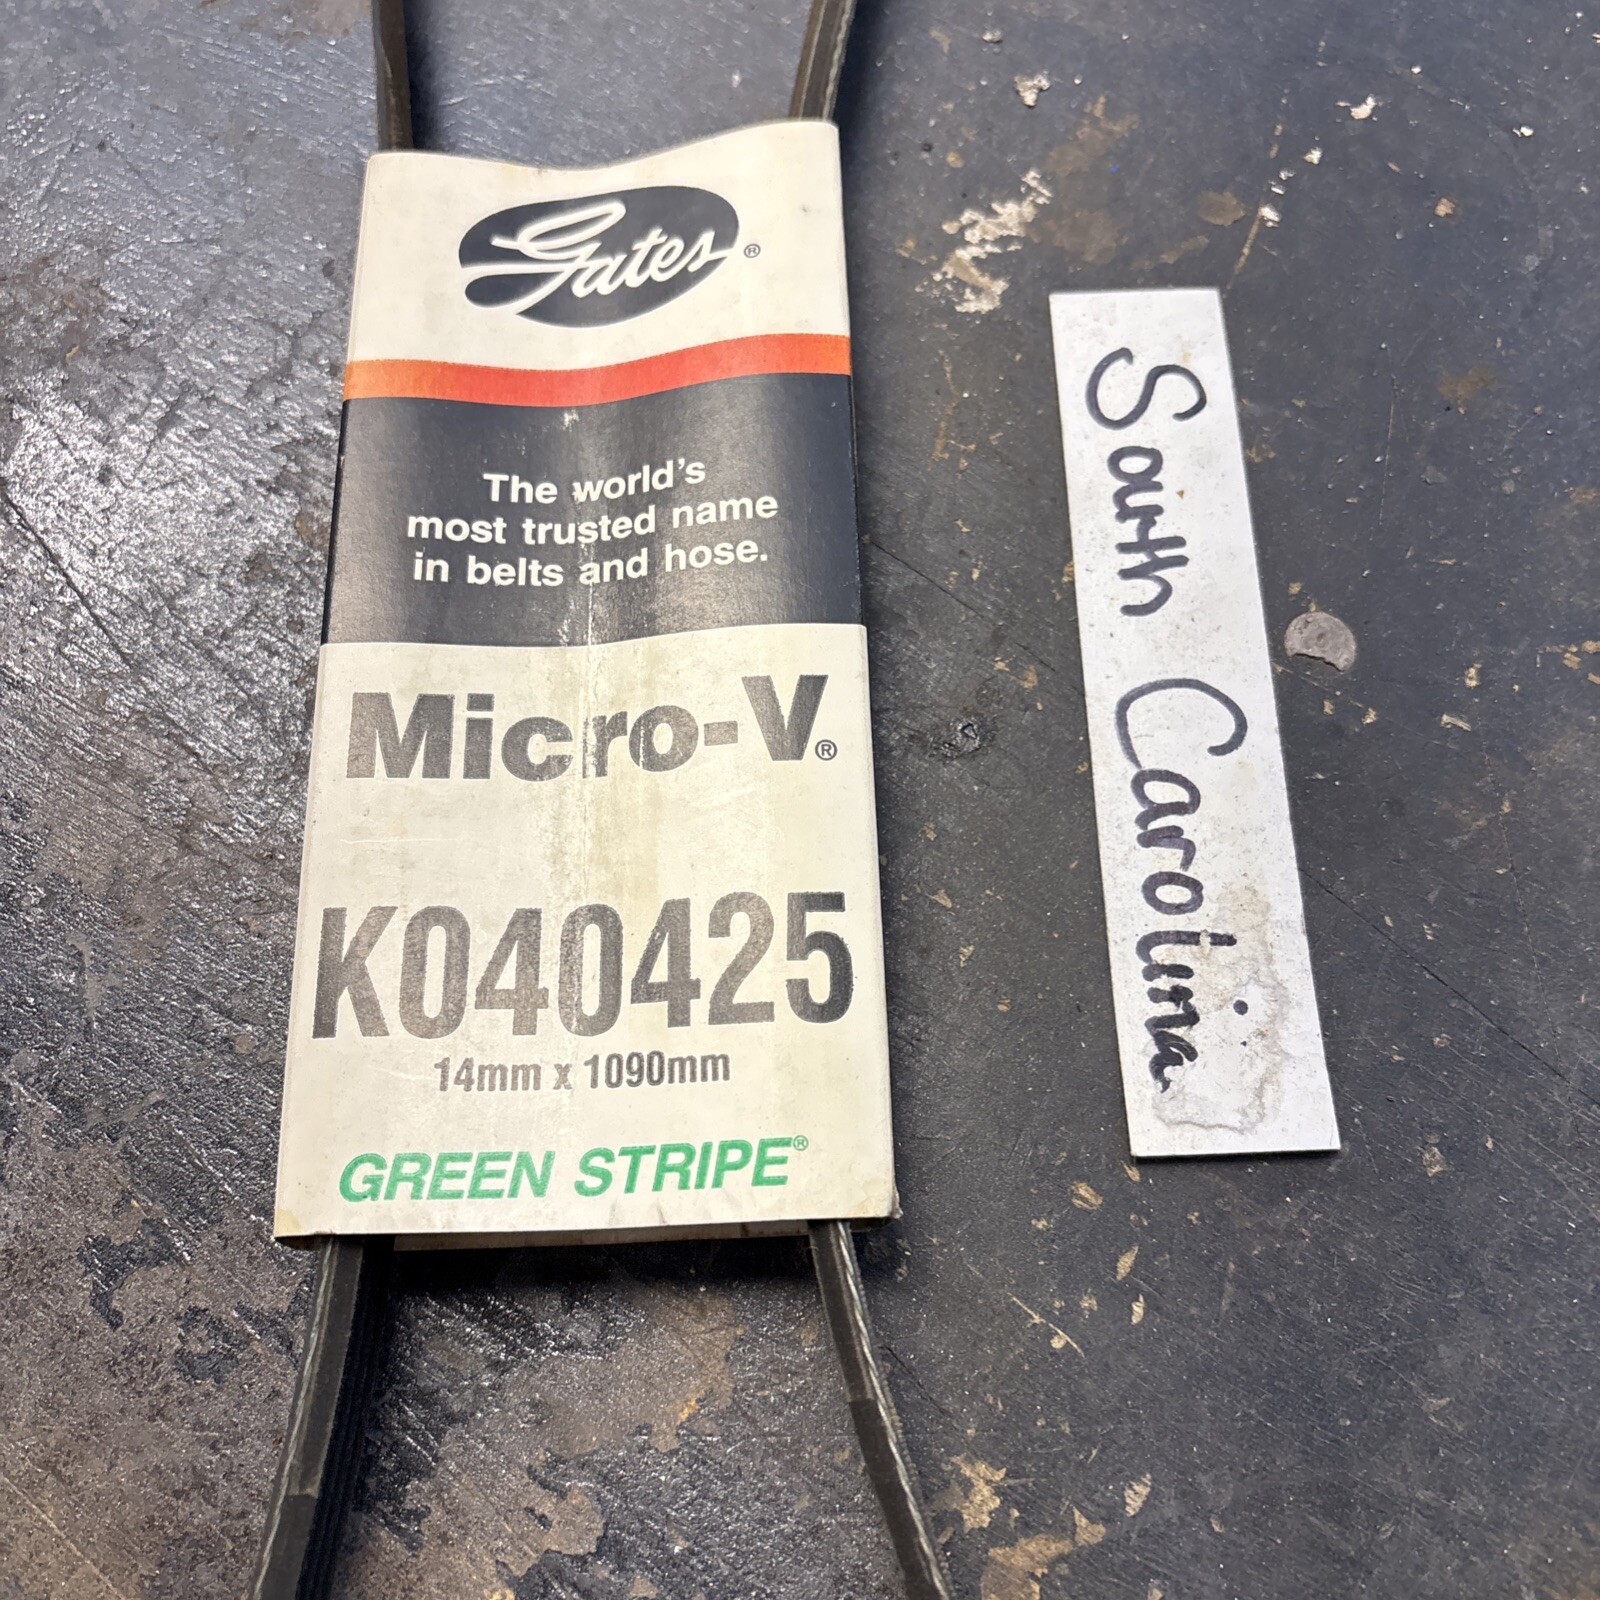 Gates®
The world's
most trusted name
in belts and hose.
Micro-V®
K040425
14mm x 1090mm
GREEN STRIPE®
South Carolina